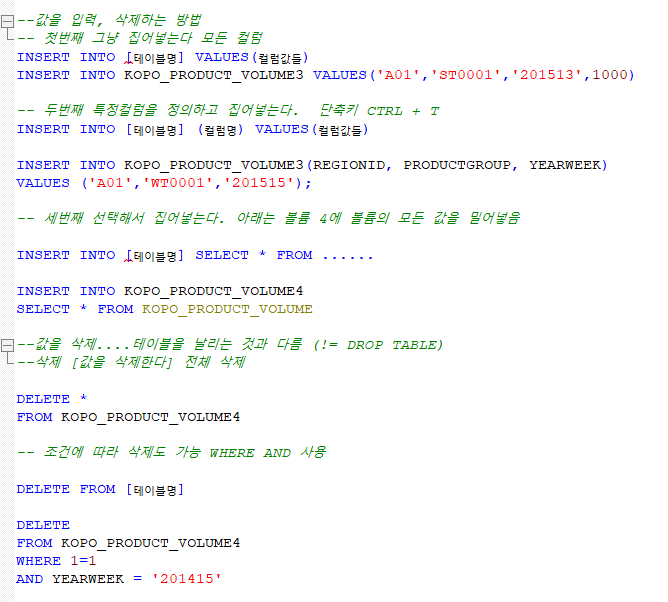 --값을 입력, 삭제하는 방법
-- 첫번째 그냥 집어넣는다 모든 컬럼
INSERT INTO [테이블명] VALUES(컬럼값들)
INSERT INTO KOPO_PRODUCT_VOLUME3 VALUES('A01','ST0001','201513',1000)
-- 두번째 특정컬럼을 정의하고 집어넣는다. 단축키 CTRL + T
INSERT INTO [테이블명] (컬럼명) VALUES(컬럼값들)
INSERT INTO KOPO_PRODUCT_VOLUME3(REGIONID, PRODUCTGROUP, YEARWEEK)
VALUES ('A01','WT0001','201515');
-- 세번째 선택해서 집어넣는다. 아래는 볼륨 4에 볼륨의 모든 값을 밀어넣음
INSERT INTO [테이블명] SELECT * FROM ......
INSERT INTO KOPO_PRODUCT_VOLUME4
SELECT * FROM KOPO_PRODUCT_VOLUME
--값을 삭제....테이블을 날리는 것과 다름 (!= DROP TABLE)
--삭제 [값을 삭제한다] 전체 삭제
DELETE *
FROM KOPO_PRODUCT_VOLUME4
-- 조건에 따라 삭제도 가능 WHERE AND 사용
DELETE FROM [테이블명]
DELETE
FROM KOPO_PRODUCT_VOLUME4
WHERE 1=1
AND YEARWEEK = '201415'